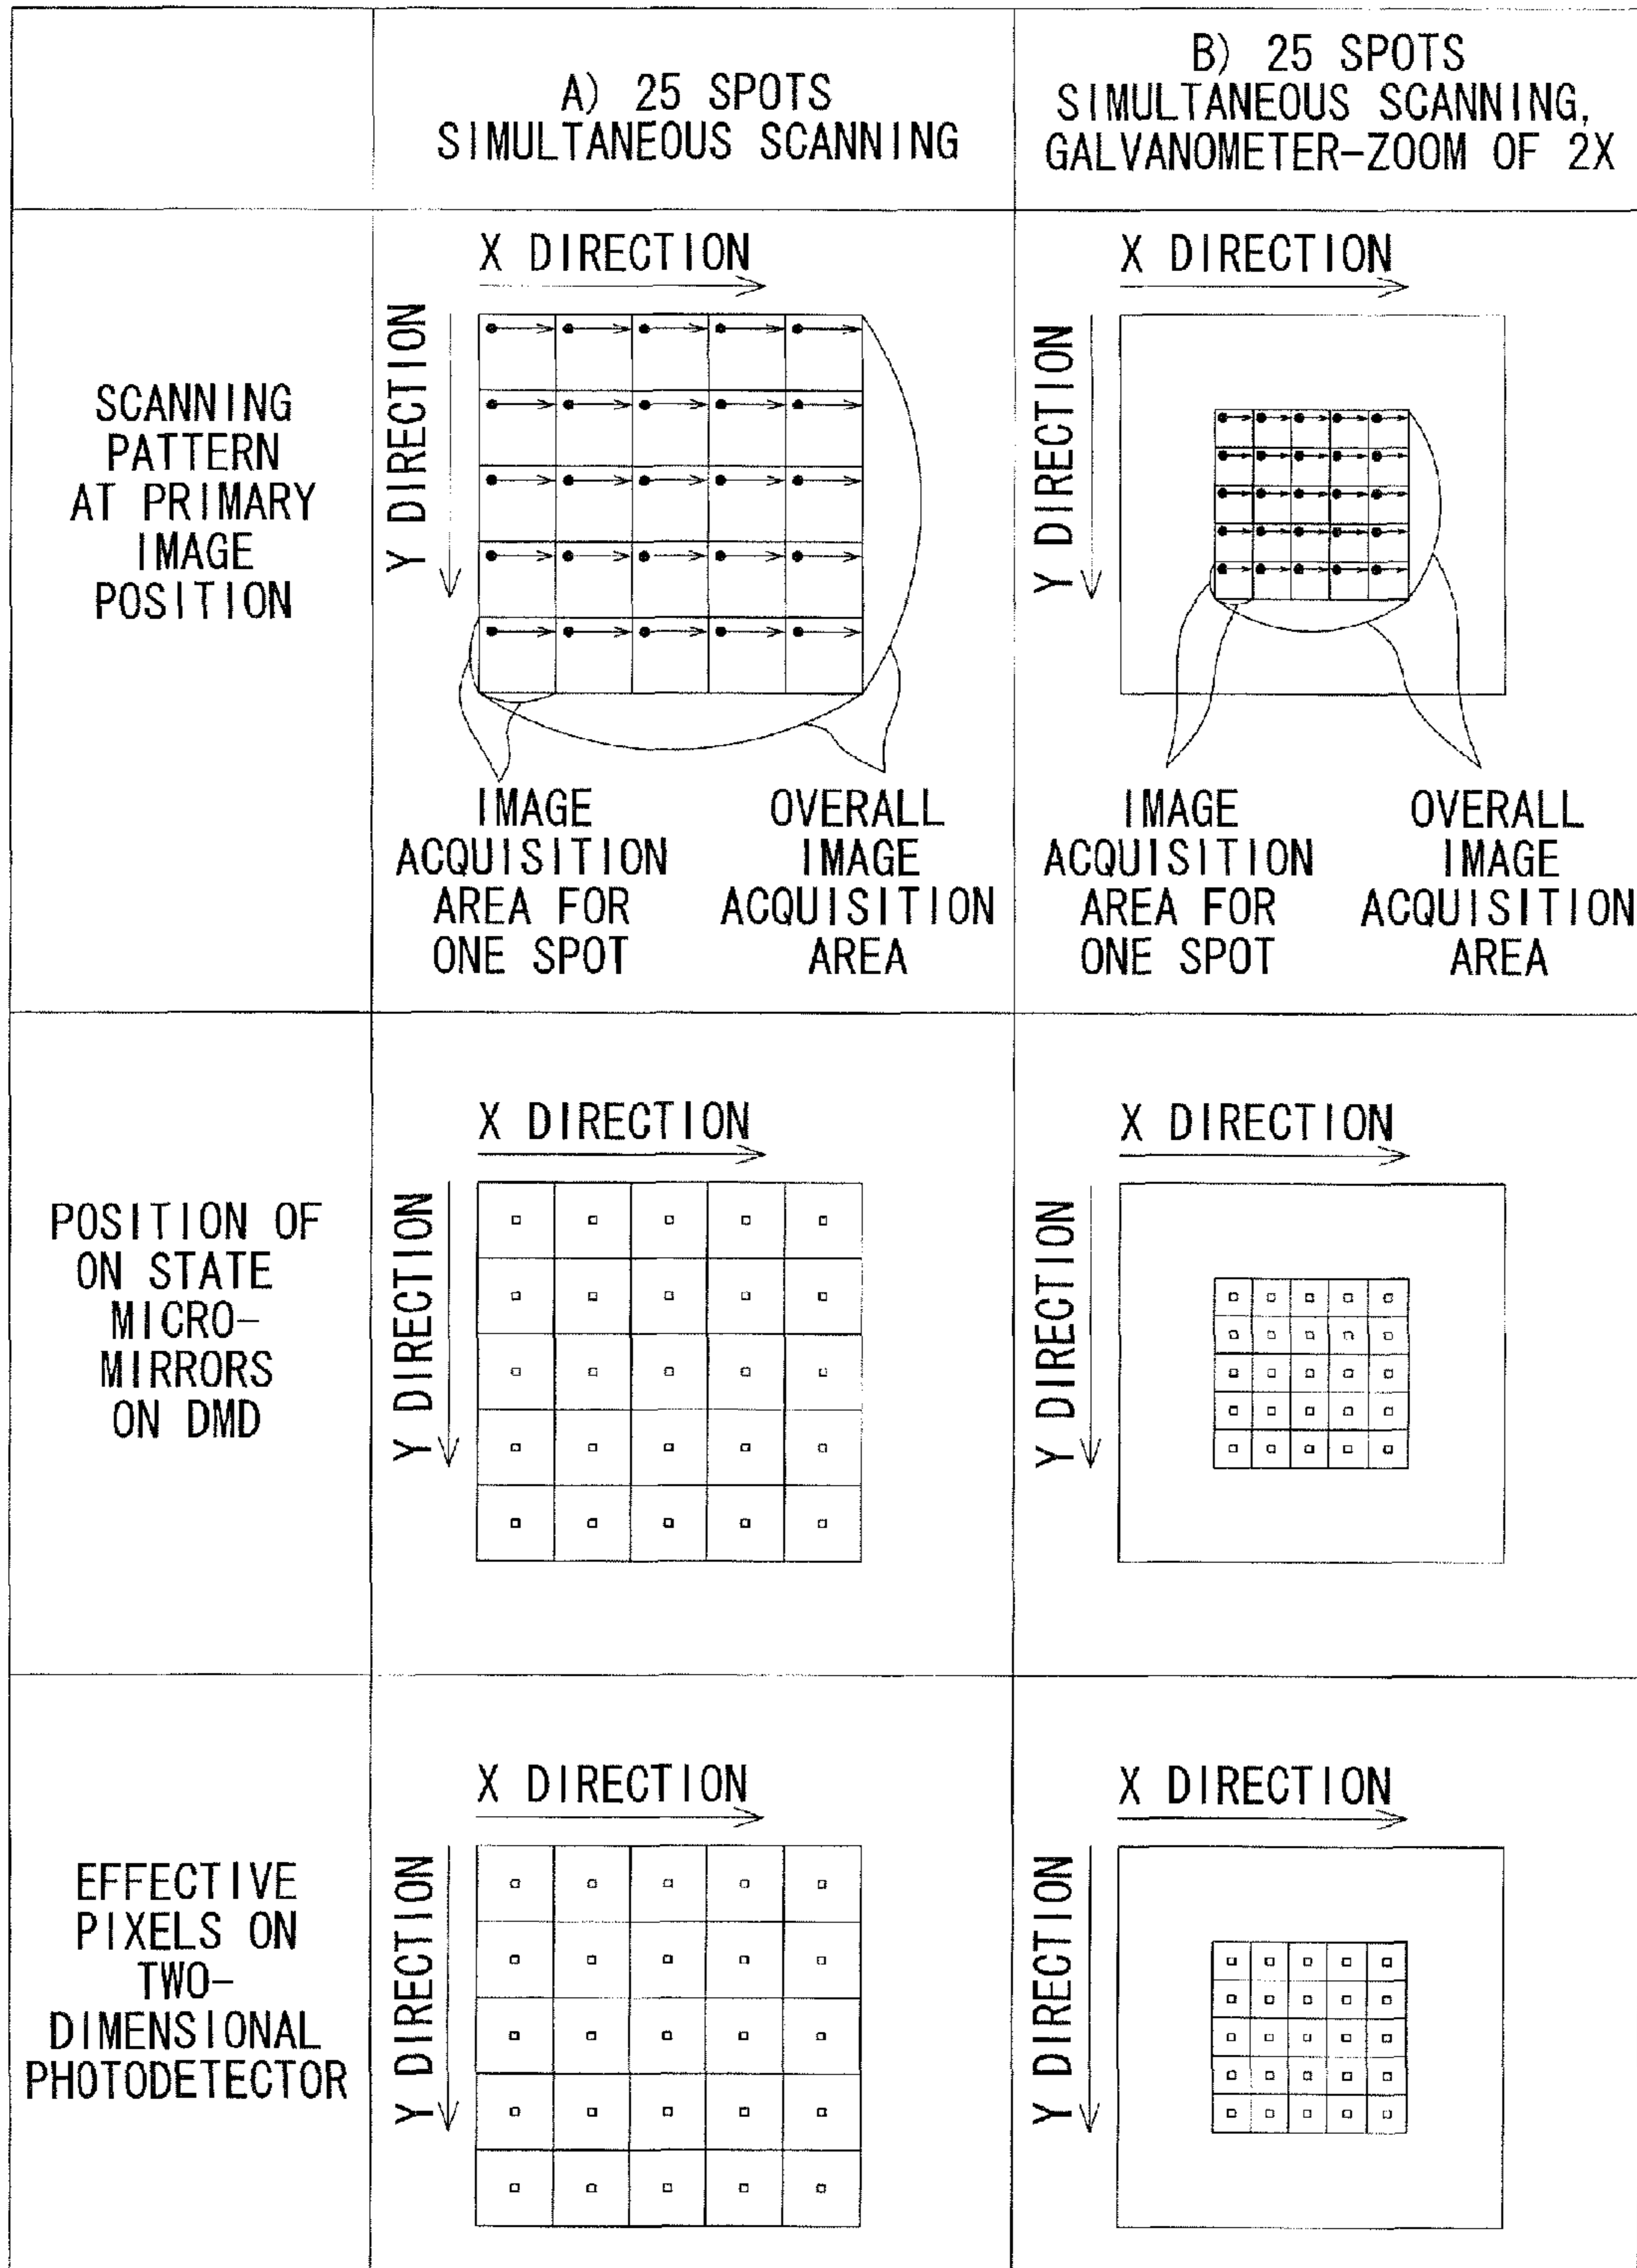 A) 25 SPOTS
SIMULTANEOUS SCANNING
B) 25 SPOTS
SIMULTANEOUS SCANNING,
GALVANOMETER-ZOOM OF 2X
SCANNING
PATTERN
AT PRIMARY
IMAGE
POSITION
X DIRECTION
Y DIRECTION
IMAGE
ACQUISITION
AREA FOR
ONE SPOT
OVERALL
IMAGE
ACQUISITION
AREA
X DIRECTION
Y DIRECTION
IMAGE
ACQUISITION
AREA FOR
ONE SPOT
OVERALL
IMAGE
ACQUISITION
AREA
POSITION OF
ON STATE
MICRO-
MIRRORS
ON DMD
X DIRECTION
Y DIRECTION
X DIRECTION
Y DIRECTION
EFFECTIVE
PIXELS ON
TWO-
DIMENSIONAL
PHOTODETECTOR
X DIRECTION
Y DIRECTION
X DIRECTION
Y DIRECTION